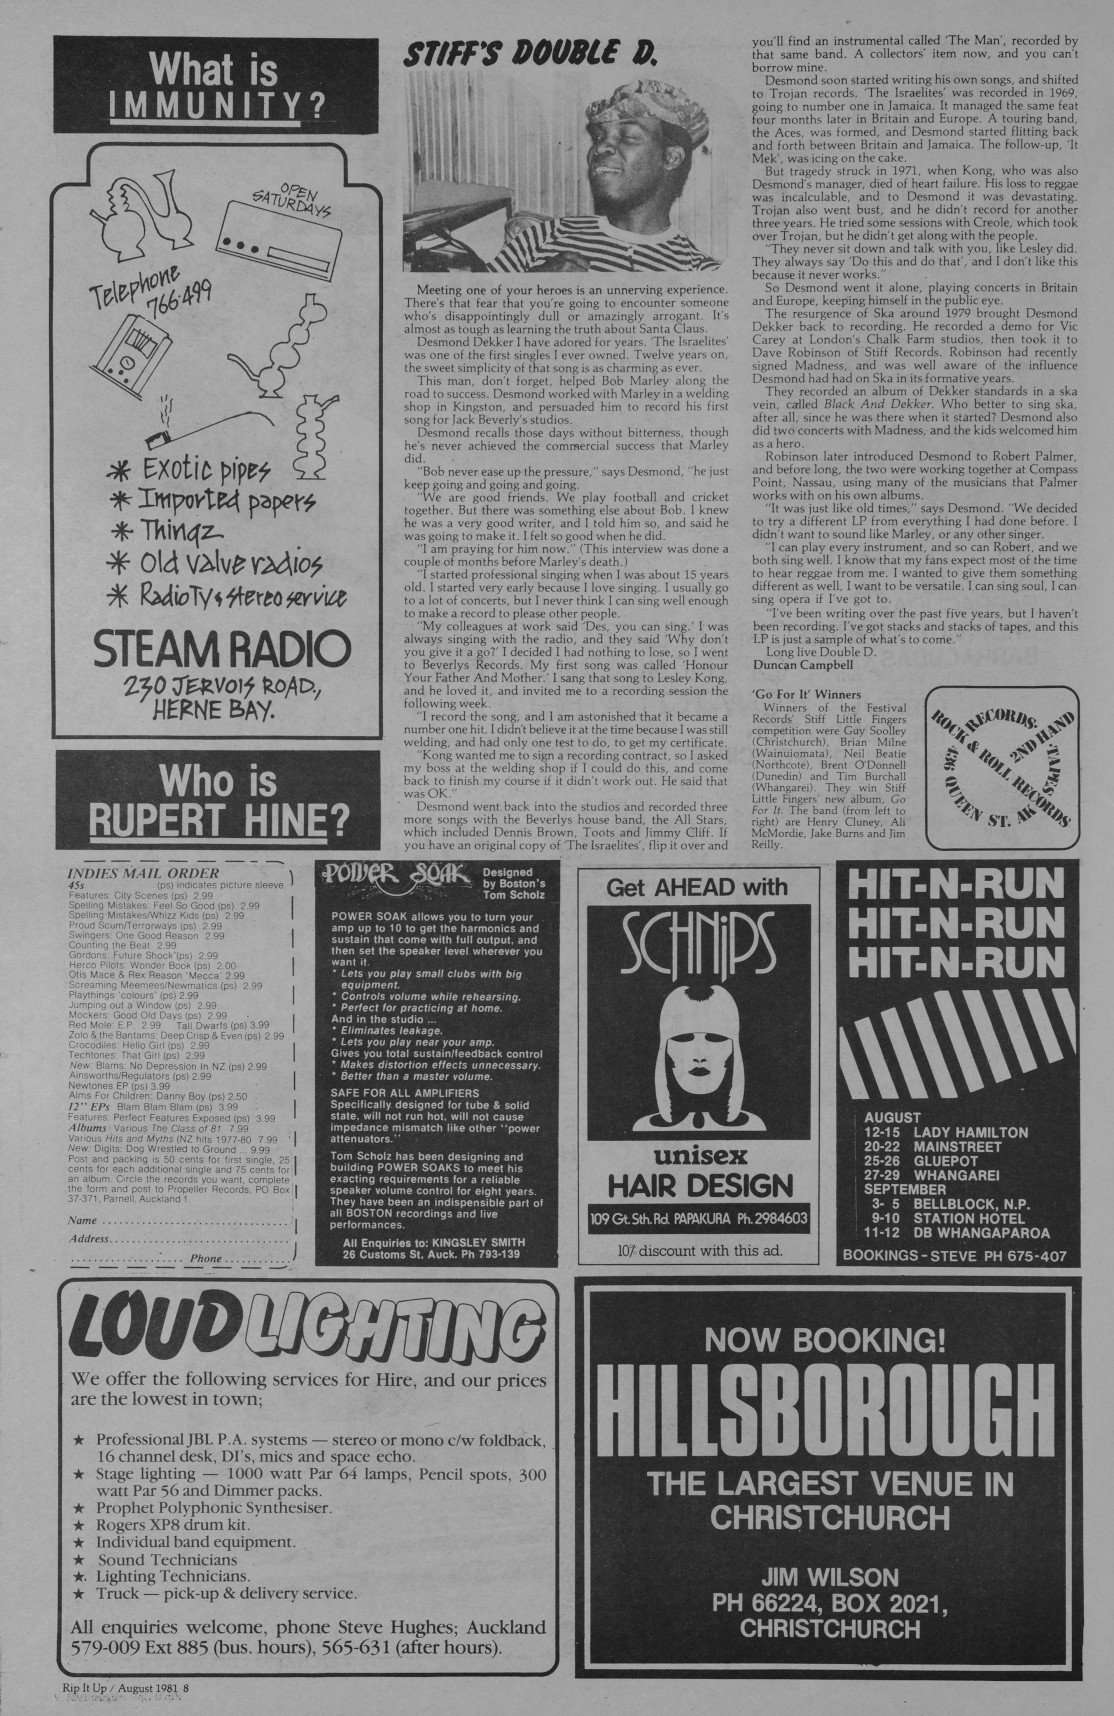 What is
IMMUNITY?
OPEN
SATURDAYS
Telephone
766·499
* Exotic pipes
* Imported papers
* Thingz
* Old valve radios
* Radio Tv & stereo service
STEAM RADIO
230 JERVOIS ROAD,
HERNE BAY.
Who is
RUPERT HINE?
STIFF'S DOUBLE D.
Meeting one of your heroes is an unnerving experience.
There's that fear that you're going to encounter someone
who's disappointingly dull or amazingly arrogant. It's
almost as tough as learning the truth about Santa Claus.
Desmond Dekker I have adored for years. 'The Israelites'
was one of the first singles I ever owned. Twelve years on,
the sweet simplicity of that song is as charming as ever.
This man, don't forget, helped Bob Marley along the
road to success. Desmond worked with Marley in a welding
shop in Kingston, and persuaded him to record his first
song for Jack Beverly's studios.
Desmond recalls those days without bitterness, though
he's never achieved the commercial success that Marley
did.
"Bob never ease up the pressure," says Desmond, "he just
keep going and going and going.
"We are good friends. We play football and cricket
together. But there was something else about Bob. I knew
he was a very good writer, and I told him so, and said he
was going to make it. I felt so good when he did.
"I am praying for him now." (This interview was done a
couple of months before Marley's death.)
"I started professional singing when I was about 15 years
old. I started very early because I love singing. I usually go
to a lot of concerts, but I never think I can sing well enough
to make a record to please other people.
"My colleagues at work said 'Des, you can sing.' I was
always singing with the radio, and they said 'Why don't
you give it a go?' I decided I had nothing to lose, so I went
to Beverlys Records. My first song was called 'Honour
Your Father And Mother.' I sang that song to Lesley Kong,
and he loved it, and invited me to a recording session the
following week.
"I record the song, and I am astonished that it became a
number one hit. I didn't believe it at the time because I was still
welding, and had only one test to do, to get my certificate.
"Kong wanted me to sign a recording contract, so I asked
my boss at the welding shop if I could do this, and come
back to finish my course if it didn't work out. He said that
was OK."
Desmond went back into the studios and recorded three
more songs with the Beverlys house band, the All Stars,
which included Dennis Brown, Toots and Jimmy Cliff. If
you have an original copy of 'The Israelites', flip it over and
you'll find an instrumental called 'The Man', recorded by
that same band. A collectors' item now, and you can't
borrow mine.
Desmond soon started writing his own songs, and shifted
to Trojan records. 'The Israelites' was recorded in 1969,
going to number one in Jamaica. It managed the same feat
four months later in Britain and Europe. A touring band,
the Aces, was formed, and Desmond started flitting back
and forth between Britain and Jamaica. The follow-up, 'It
Mek', was icing on the cake.
But tragedy struck in 1971, when Kong, who was also
Desmond's manager, died of heart failure. His loss to reggae
was incalculable, and to Desmond it was devastating.
Trojan also went bust, and he didn't record for another
three years. He tried some sessions with Creole, which took
over Trojan, but he didn't get along with the people.
"They never sit down and talk with you, like Lesley did.
They always say 'Do this and do that', and I don't like this
because it never works."
So Desmond went it alone, playing concerts in Britain
and Europe, keeping himself in the public eye.
The resurgence of Ska around 1979 brought Desmond
Dekker back to recording. He recorded a demo for Vic
Carey at London's Chalk Farm studios, then took it to
Dave Robinson of Stiff Records. Robinson had recently
signed Madness, and was well aware of the influence
Desmond had had on Ska in its formative years.
They recorded an album of Dekker standards in a ska
vein, called Black And Dekker. Who better to sing ska,
after all, since he was there when it started? Desmond also
did two concerts with Madness, and the kids welcomed him
as a hero.
Robinson later introduced Desmond to Robert Palmer,
and before long, the two were working together at Compass
Point, Nassau, using many of the musicians that Palmer
works with on his own albums.
"It was just like old times," says Desmond. "We decided
to try a different LP from everything I had done before. I
didn't want to sound like Marley, or any other singer.
"I can play every instrument, and so can Robert, and we
both sing well. I know that my fans expect most of the time
to hear reggae from me. I wanted to give them something
different as well, I want to be versatile. I can sing soul, I can
sing opera if I've got to.
"I've been writing over the past five years, but I haven't
been recording. I've got stacks and stacks of tapes, and this
LP is just a sample of what's to come."
Long live Double D.
Duncan Campbell
'Go For It' Winners
Winners of the Festival
Records' Stiff Little Fingers
competition were Guy Soolley
(Christchurch), Brian Milne
(Wainuiomata), Neil Beatie
(Northcote), Brent O'Donnell
(Dunedin) and Tim Burchall
(Whangarei). They win Stiff
Little Fingers' new album, Go
For It. The band (from left to
right) are Henry Cluney, Ali
McMordie, Jake Burns and Jim
Reilly.
RECORDS·
2ND HAND
·TAPES·
ROCK & ROLL RECORDS
486 QUEEN ST. AK
INDIES MAIL ORDER
45s (ps) indicates picture sleeve.
Features: City Scenes (ps) 2.99
Spelling Mistakes: Feel So Good (ps) 2.99
Spelling Mistakes/Whizz Kids (ps) 2.99
Proud Scum/Terrorways (ps) 2.99
Swingers: One Good Reason 2.99
Counting the Beat 2.99
Gordons: Future Shock (ps) 2.99
Herco Pilots: Wonder Book (ps) 2.00
Otis Mace & Rex Reason 'Mecca' 2.99
Screaming Meemees/Newmatics (ps) 2.99
Playthings 'colours' (ps) 2.99
Jumping out a Window (ps) 2.99
Mockers: Good Old Days (ps) 2.99
Red Mole: E.P. 2.99 Tall Dwarfs (ps) 3.99
Zolo & the Bantams: Deep Crisp & Even (ps) 2.99
Crocodiles: Hello Girl (ps) 2.99
Techtones: That Girl (ps) 2.99
New: Blams: No Depression In NZ (ps) 2.99
Ainsworths/Regulators (ps) 2.99
Newtones EP (ps) 3.99
Alms For Children: Danny Boy (ps) 2.50
12" EPs Blam Blam Blam (ps) 3.99
Features: Perfect Features Exposed (ps) 3.99
Albums: Various The Class of 81 7.99
Various Hits and Myths (NZ hits 1977-80 7.99
New: Digits: Dog Wrestled to Ground ... 9.99
Post and packing is 50 cents for first single, 25
cents for each additional single and 75 cents for
an album. Circle the records you want, complete
the form and post to Propeller Records, PO Box
37-371, Parnell, Auckland 1.
Name
Address
Phone
POWER SOAK
Designed
by Boston's
Tom Scholz
POWER SOAK allows you to turn your
amp up to 10 to get the harmonics and
sustain that come with full output, and
then set the speaker level wherever you
want it.
* Lets you play small clubs with big
equipment.
* Controls volume while rehearsing.
* Perfect for practicing at home.
And in the studio ...
* Eliminates leakage.
* Lets you play near your amp.
Gives you total sustain/feedback control
* Makes distortion effects unnecessary.
* Better than a master volume.
SAFE FOR ALL AMPLIFIERS
Specifically designed for tube & solid
state, will not run hot, will not cause
impedance mismatch like other "power
attenuators."
Tom Scholz has been designing and
building POWER SOAKS to meet his
exacting requirements for a reliable
speaker volume control for eight years.
They have been an indispensible part of
all BOSTON recordings and live
performances.
All Enquiries to: KINGSLEY SMITH
26 Customs St, Auck. Ph 793-139
Get AHEAD with
SCHNiPS
unisex
HAIR DESIGN
109 Gt. Sth. Rd. PAPAKURA Ph. 2984603
10% discount with this ad.
HIT-N-RUN
HIT-N-RUN
HIT-N-RUN
AUGUST
12-15 LADY HAMILTON
20-22 MAINSTREET
25-26 GLUEPOT
27-29 WHANGAREI
SEPTEMBER
3- 5 BELLBLOCK, N.P.
9-10 STATION HOTEL
11-12 DB WHANGAPAROA
BOOKINGS - STEVE PH 675-407
LOUD LIGHTING
We offer the following services for Hire, and our prices
are the lowest in town;
★ Professional JBL P.A. systems — stereo or mono c/w foldback,
16 channel desk, DI's, mics and space echo.
★ Stage lighting — 1000 watt Par 64 lamps, Pencil spots, 300
watt Par 56 and Dimmer packs.
★ Prophet Polyphonic Synthesiser.
★ Rogers XP8 drum kit.
★ Individual band equipment.
★ Sound Technicians
★ Lighting Technicians.
★ Truck — pick-up & delivery service.
All enquiries welcome, phone Steve Hughes; Auckland
579-009 Ext 885 (bus. hours), 565-631 (after hours).
NOW BOOKING!
HILLSBOROUGH
THE LARGEST VENUE IN
CHRISTCHURCH
JIM WILSON
PH 66224, BOX 2021,
CHRISTCHURCH
Rip It Up / August 1981 8